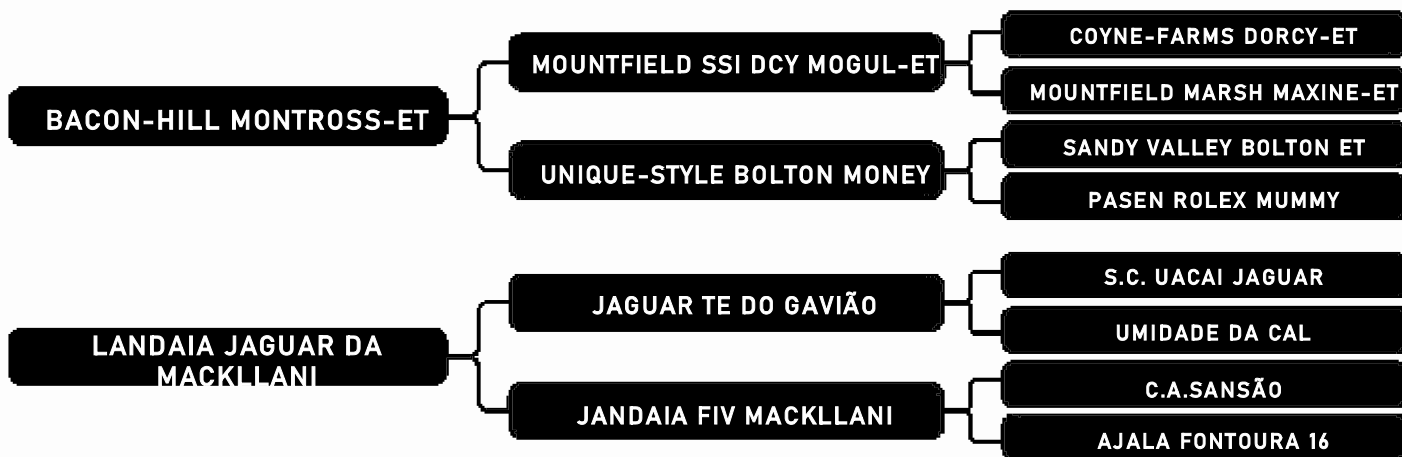 BACON-HILL MONTROSS-ET
MOUNTFIELD SSI DCY MOGUL-ET
COYNE-FARMS DORCY-ET
MOUNTFIELD MARSH MAXINE-ET
UNIQUE-STYLE BOLTON MONEY
SANDY VALLEY BOLTON ET
PASEN ROLEX MUMMY
LANDAIA JAGUAR DA
MACKLLANI
JAGUAR TE DO GAVIÃO
S.C. UACAI JAGUAR
UMIDADE DA CAL
JANDAIA FIV MACKLLANI
C.A.SANSÃO
AJALA FONTOURA 16